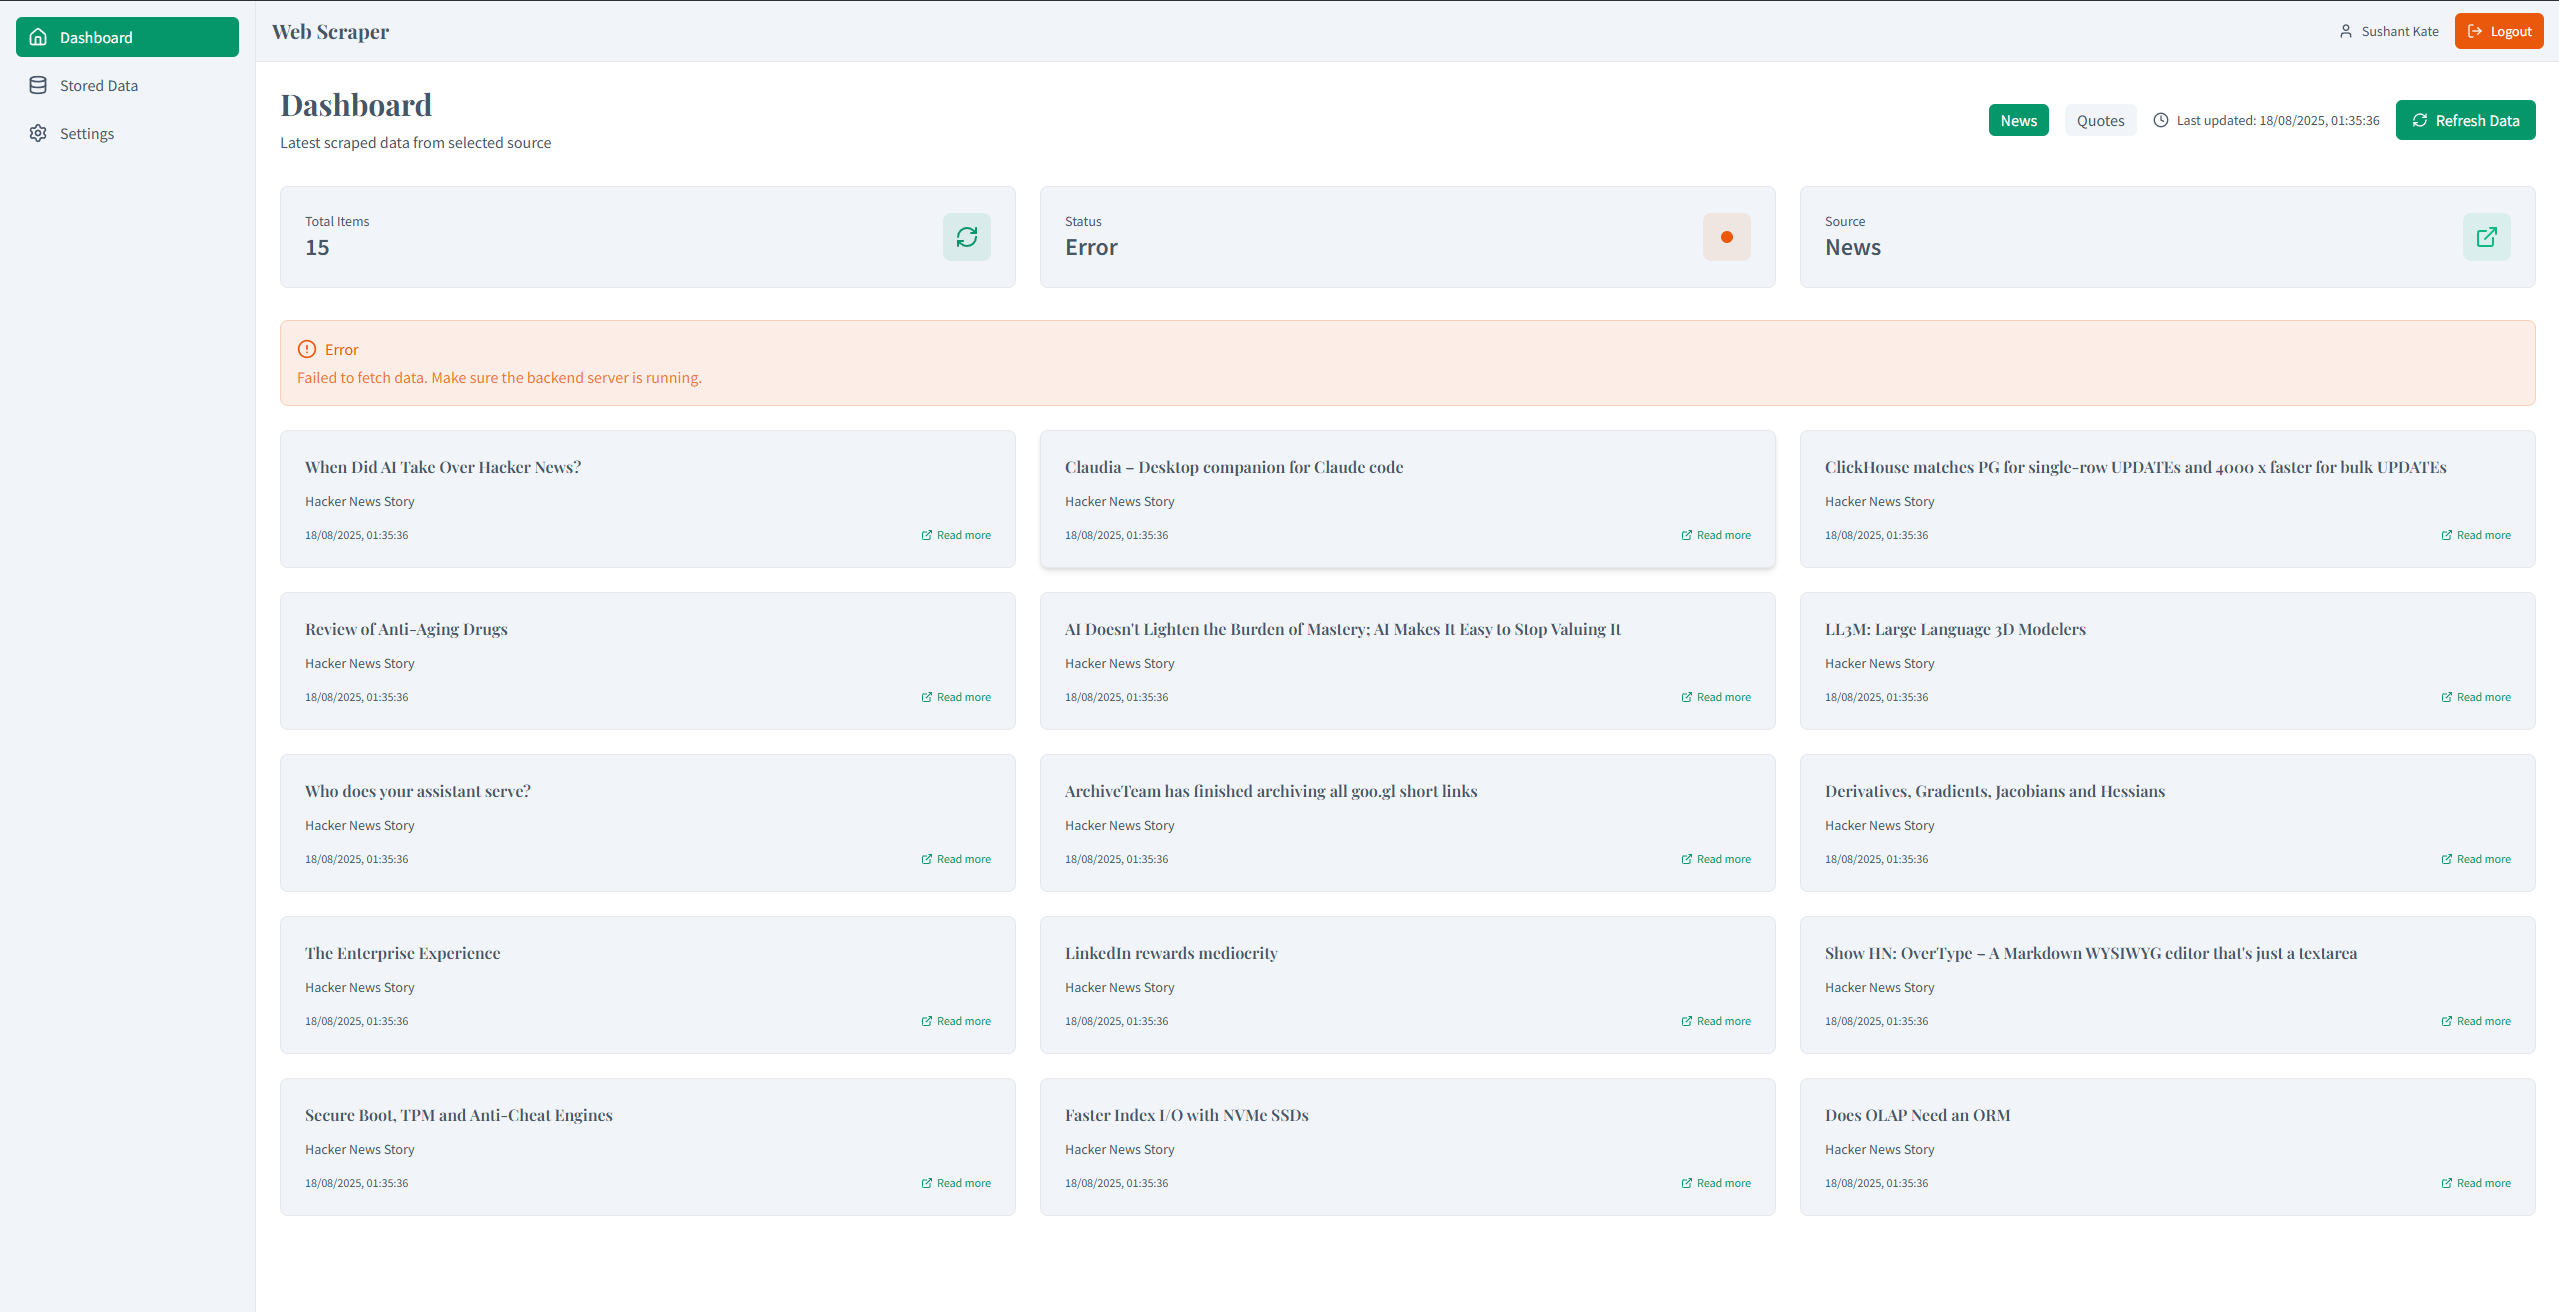 Dashboard
Stored Data
Settings
Web Scraper
Sushant Kate
Logout
Dashboard
Latest scraped data from selected source
News
Quotes
Last updated: 18/08/2025, 01:35:36
Refresh Data
Total Items
15
Status
Error
Source
News
Error
Failed to fetch data. Make sure the backend server is running.
When Did AI Take Over Hacker News?
Hacker News Story
18/08/2025, 01:35:36
Read more
Claudia – Desktop companion for Claude code
Hacker News Story
18/08/2025, 01:35:36
Read more
ClickHouse matches PG for single-row UPDATEs and 4000 x faster for bulk UPDATEs
Hacker News Story
18/08/2025, 01:35:36
Read more
Review of Anti-Aging Drugs
Hacker News Story
18/08/2025, 01:35:36
Read more
AI Doesn't Lighten the Burden of Mastery; AI Makes It Easy to Stop Valuing It
Hacker News Story
18/08/2025, 01:35:36
Read more
LL3M: Large Language 3D Modelers
Hacker News Story
18/08/2025, 01:35:36
Read more
Who does your assistant serve?
Hacker News Story
18/08/2025, 01:35:36
Read more
ArchiveTeam has finished archiving all goo.gl short links
Hacker News Story
18/08/2025, 01:35:36
Read more
Derivatives, Gradients, Jacobians and Hessians
Hacker News Story
18/08/2025, 01:35:36
Read more
The Enterprise Experience
Hacker News Story
18/08/2025, 01:35:36
Read more
LinkedIn rewards mediocrity
Hacker News Story
18/08/2025, 01:35:36
Read more
Show HN: OverType – A Markdown WYSIWYG editor that's just a textarea
Hacker News Story
18/08/2025, 01:35:36
Read more
Secure Boot, TPM and Anti-Cheat Engines
Hacker News Story
18/08/2025, 01:35:36
Read more
Faster Index I/O with NVMe SSDs
Hacker News Story
18/08/2025, 01:35:36
Read more
Does OLAP Need an ORM
Hacker News Story
18/08/2025, 01:35:36
Read more